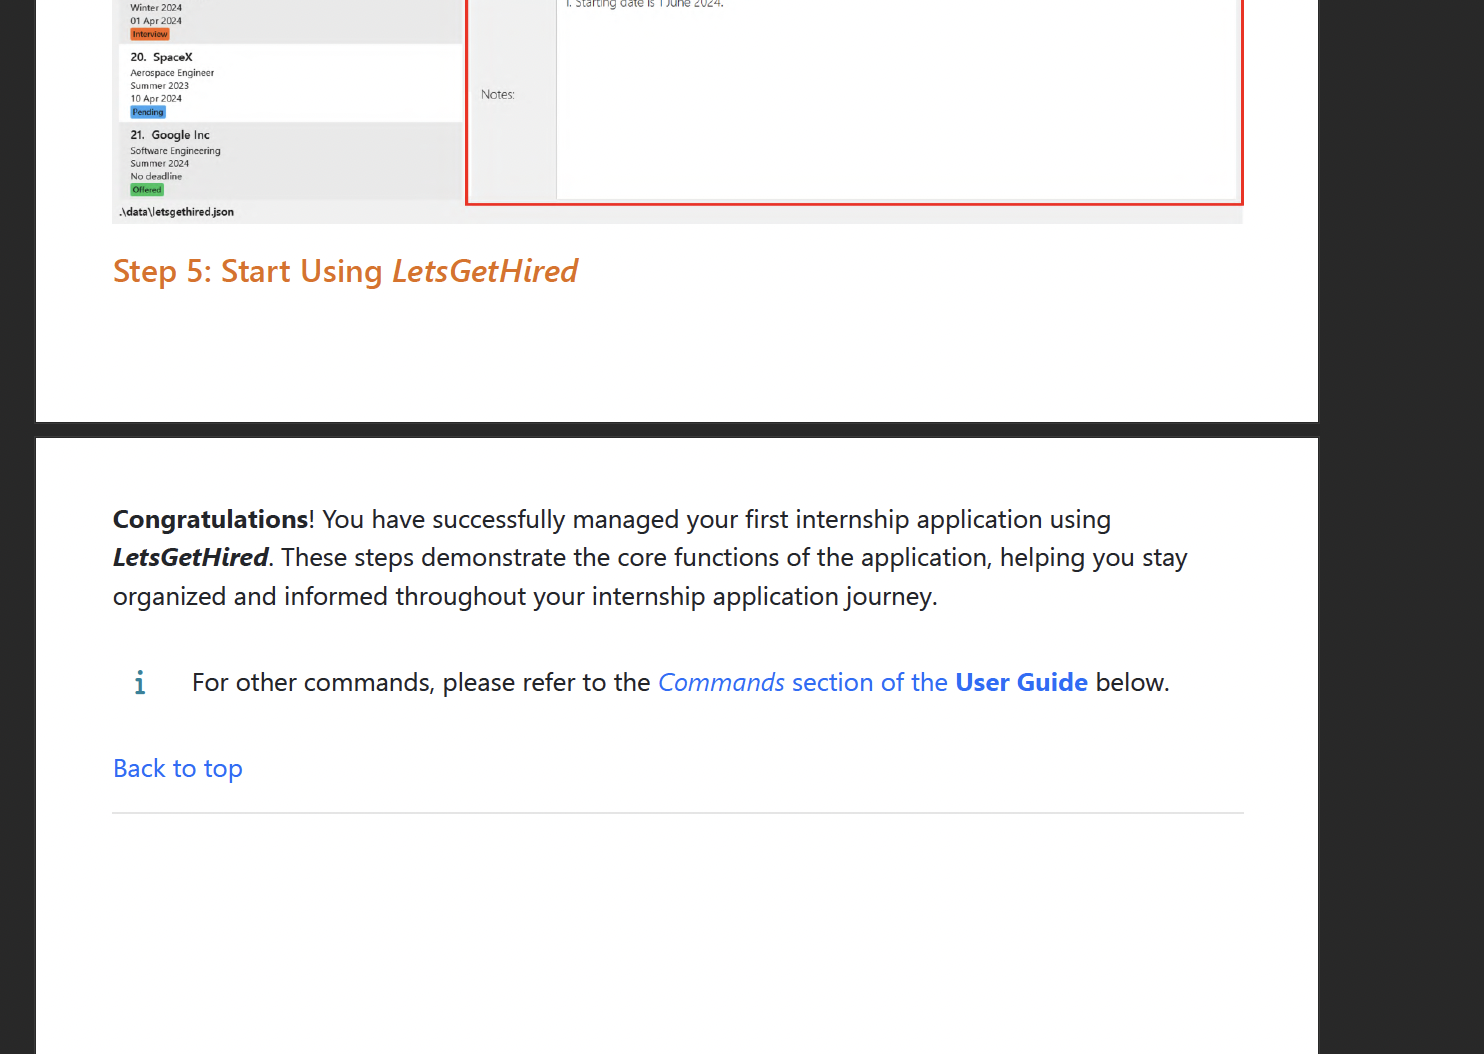 Winter 2024
01 Apr 2024
Interview
20. SpaceX
Aerospace Engineer
Summer 2023
10 Apr 2024
Pending
21. Google Inc
Software Engineering
Summer 2024
No deadline
Offered
.\data\letsgethired.json
1. Starting date is 1 June 2024.
Notes:
Step 5: Start Using LetsGetHired
Congratulations! You have successfully managed your first internship application using
LetsGetHired. These steps demonstrate the core functions of the application, helping you stay
organized and informed throughout your internship application journey.
i For other commands, please refer to the Commands section of the User Guide below.
Back to top